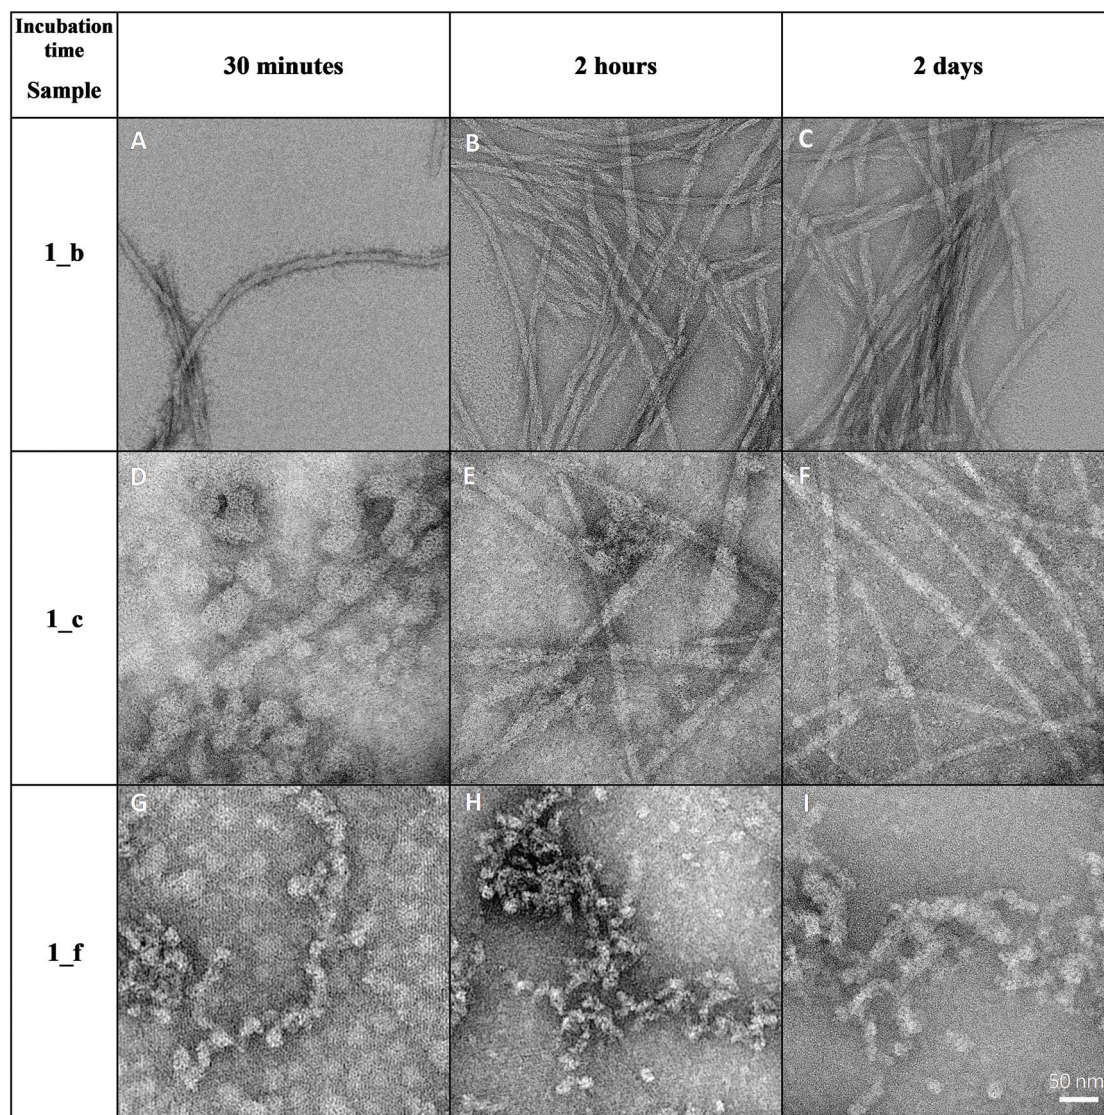 Incubation
time
Sample
30 minutes
2 hours
2 days
1_b
A
B
C
1_c
D
E
F
1_f
G
H
I
50 nm